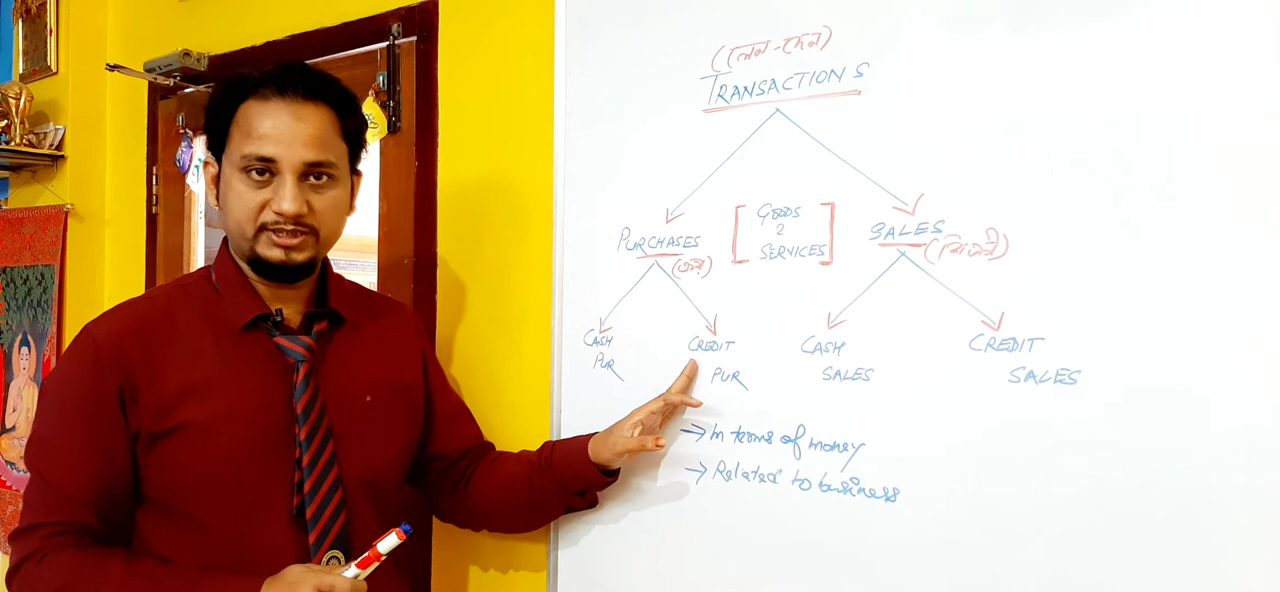 (লেন-দেন)
TRANSACTIONS
PURCHASES
(ক্রয়)
[GOODS
2
SERVICES]
SALES
(বিক্রী)
CASH
PUR
CREDIT
PUR
CASH
SALES
CREDIT
SALES
→ In terms of money
→ Related to business